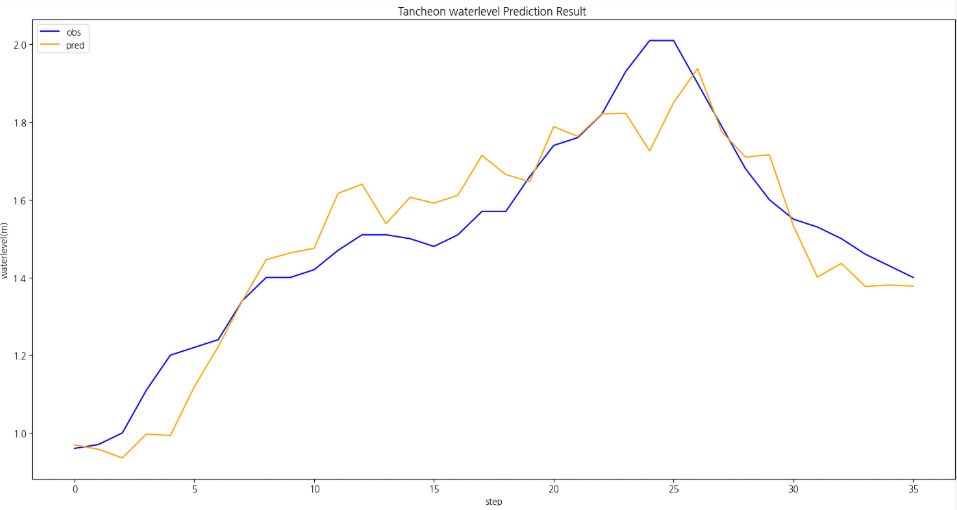 Tancheon waterlevel Prediction Result
obs
pred
waterlevel(m)
2.0
1.8
1.6
1.4
1.2
1.0
0 5 10 15 20 25 30 35
step